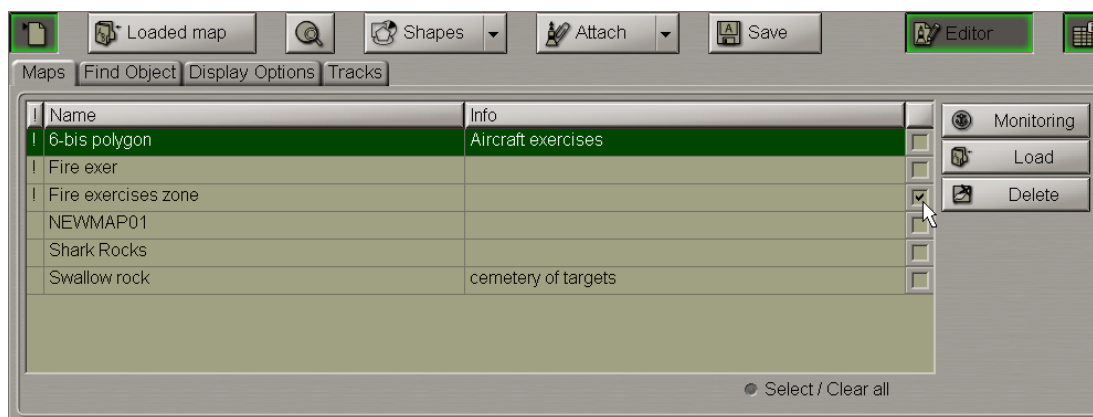 Loaded map Shapes Attach Save Editor
Maps Find Object Display Options Tracks
! Name Info
! 6-bis polygon Aircraft exercises
Monitoring
! Fire exer
Load
! Fire exercises zone
Delete
NEWMAP01
Shark Rocks
Swallow rock cemetery of targets
Select / Clear all